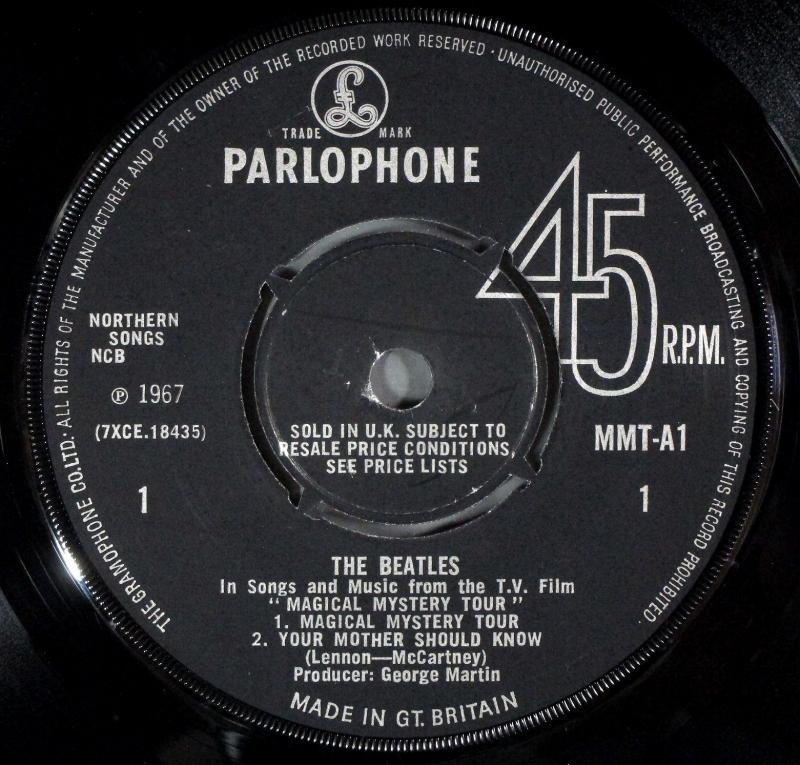 THE GRAMOPHONE CO.LTD. ALL RIGHTS OF THE MANUFACTURER AND OF THE OWNER OF THE RECORDED WORK RESERVED · UNAUTHORISED PUBLIC PERFORMANCE BROADCASTING AND COPYING OF THIS RECORD PROHIBITED
£
TRADE MARK
PARLOPHONE
45
R.P.M.
NORTHERN
SONGS
NCB
℗ 1967
(7XCE.18435)
1
SOLD IN U.K. SUBJECT TO
RESALE PRICE CONDITIONS,
SEE PRICE LISTS
MMT-A1
1
THE BEATLES
In Songs and Music from the T.V. Film
"MAGICAL MYSTERY TOUR"
1. MAGICAL MYSTERY TOUR
2. YOUR MOTHER SHOULD KNOW
(Lennon—McCartney)
Producer: George Martin
MADE IN GT. BRITAIN